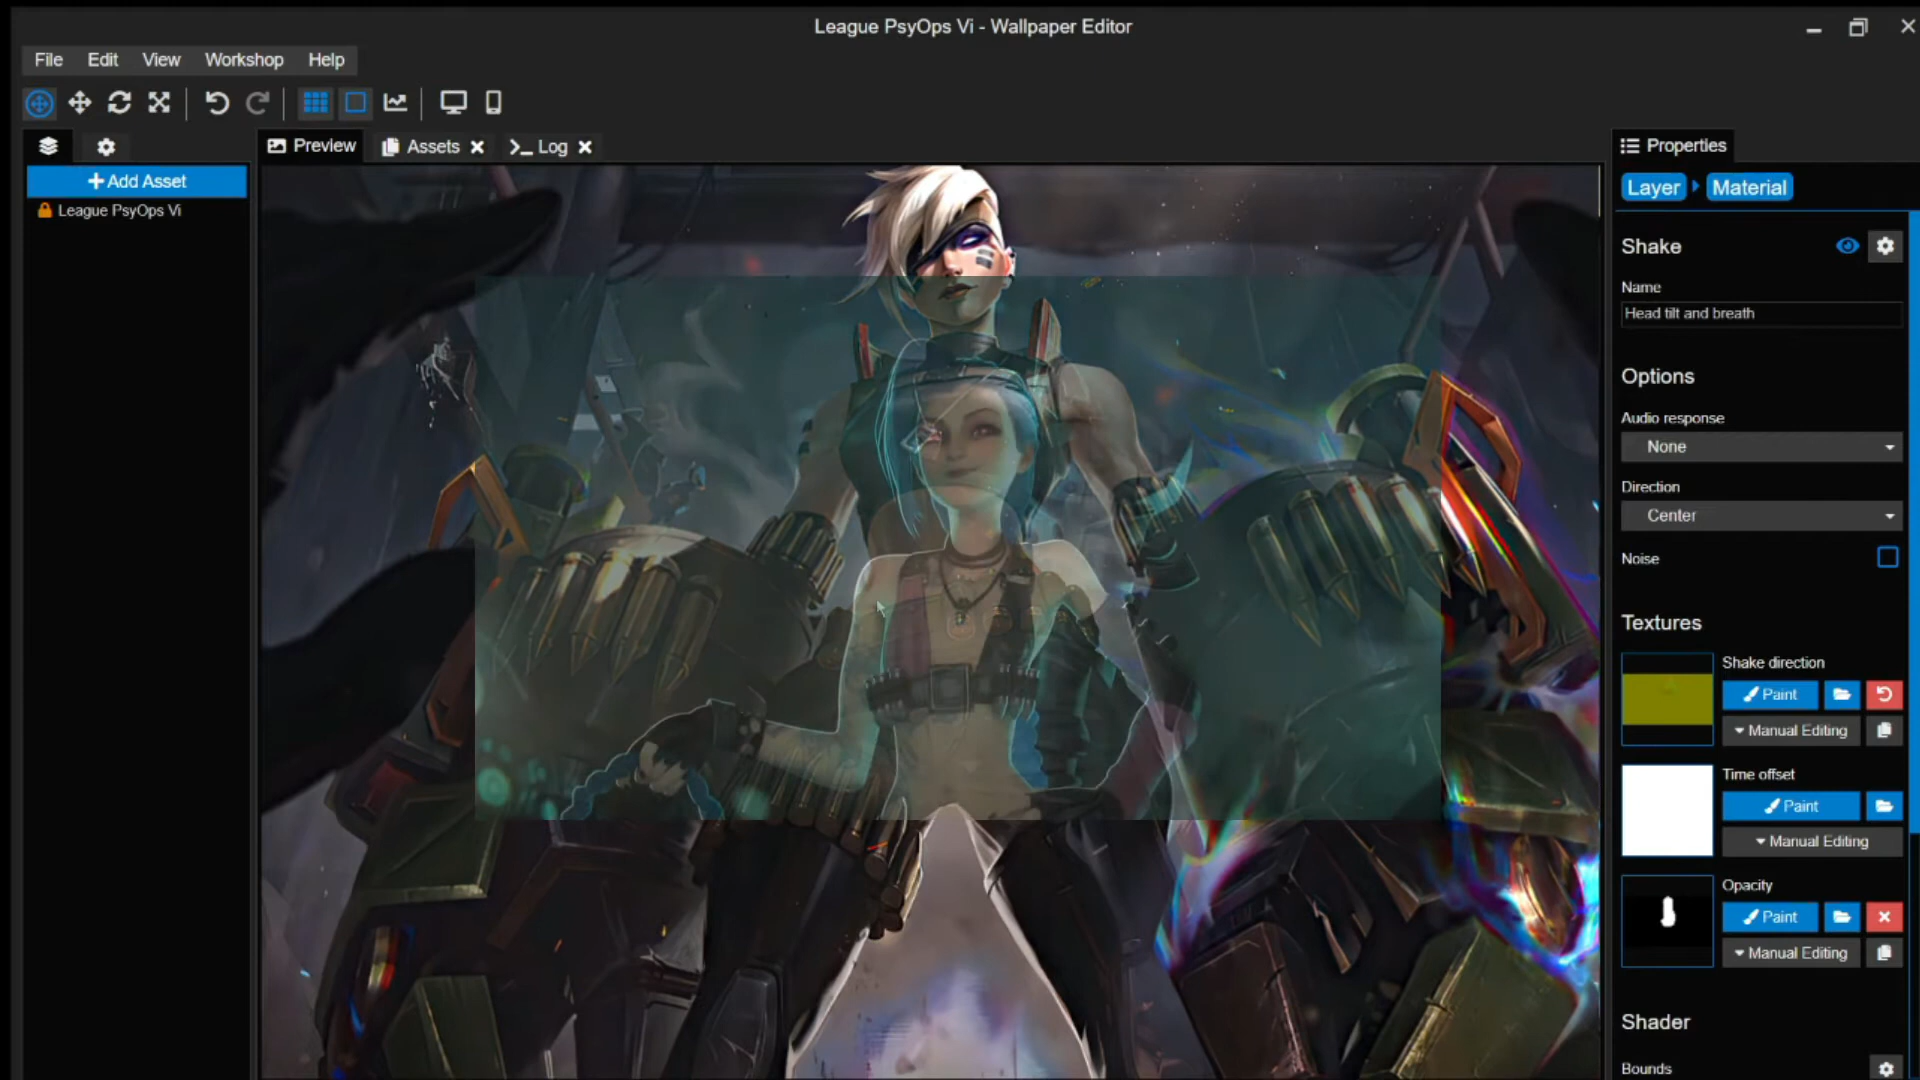 League PsyOps Vi - Wallpaper Editor
File Edit View Workshop Help
Preview Assets Log
Properties
Add Asset
League PsyOps Vi
Layer Material
Shake
Name
Head tilt and breath
Options
Audio response
None
Direction
Center
Noise
Textures
Shake direction
Paint
Manual Editing
Time offset
Paint
Manual Editing
Opacity
Paint
Manual Editing
Shader
Bounds